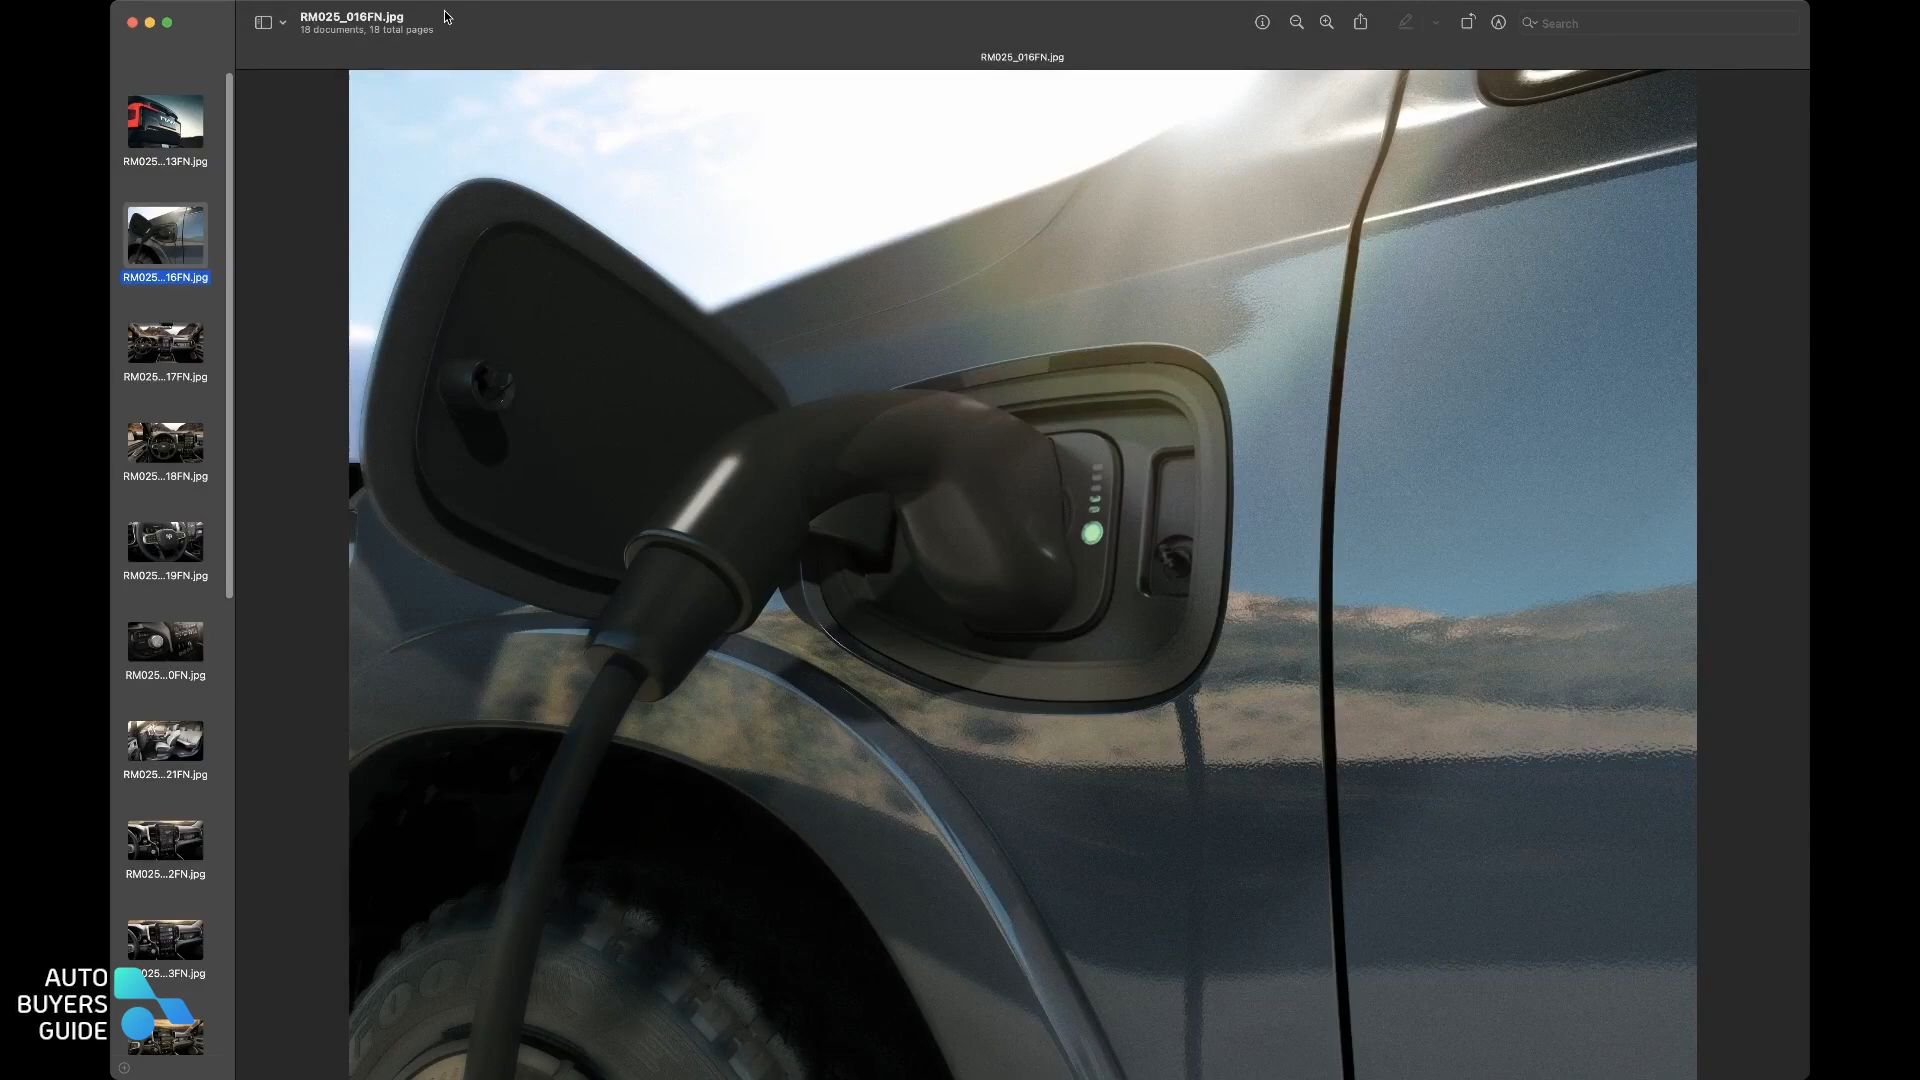 RM025_016FN.jpg
18 documents, 18 total pages
Search
RM025_016FN.jpg
RM025...13FN.jpg
RM025...16FN.jpg
RM025...17FN.jpg
RM025...18FN.jpg
RM025...19FN.jpg
RM025...0FN.jpg
RM025...21FN.jpg
RM025...2FN.jpg
025...3FN.jpg
AUTO
BUYERS
GUIDE